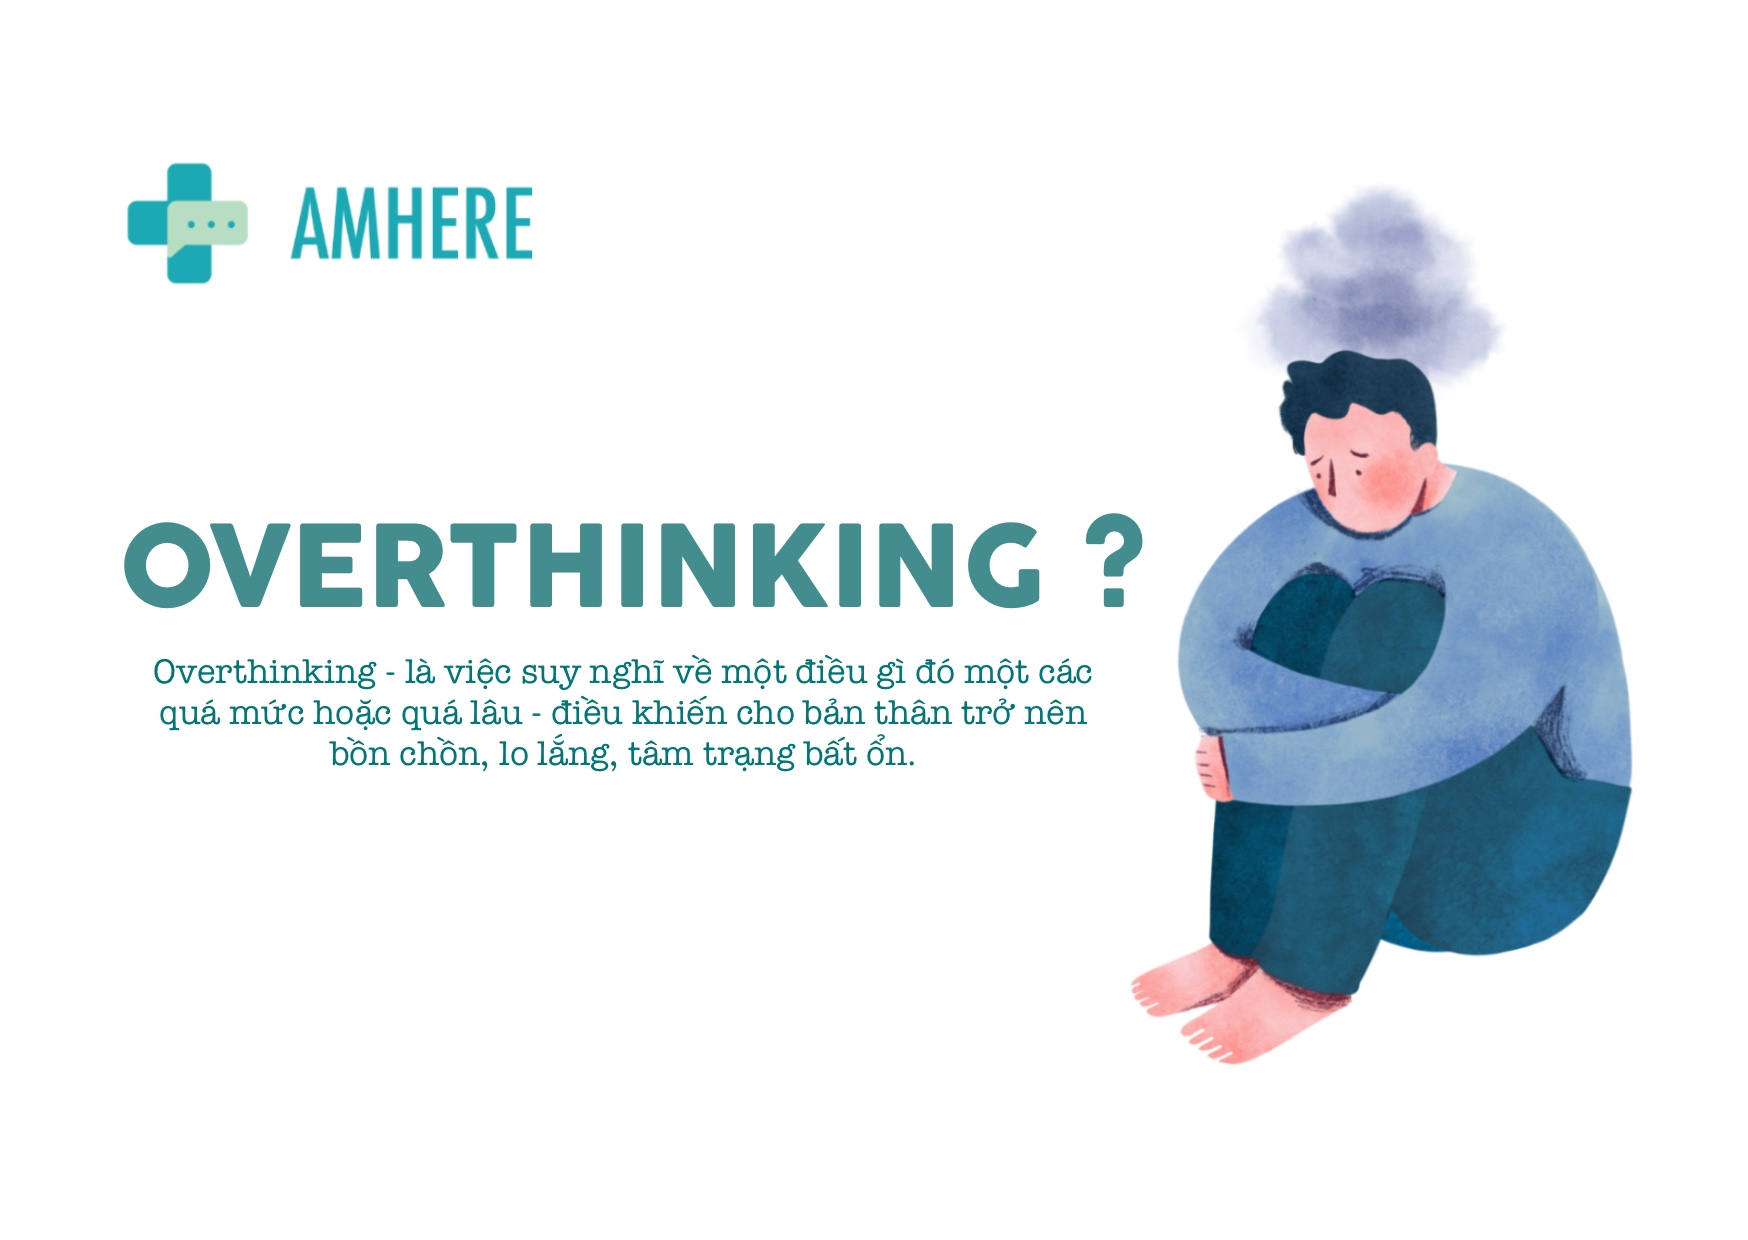 AMHERE
OVERTHINKING ?
Overthinking - là việc suy nghĩ về một điều gì đó một các
quá mức hoặc quá lâu - điều khiến cho bản thân trở nên
bồn chồn, lo lắng, tâm trạng bất ổn.